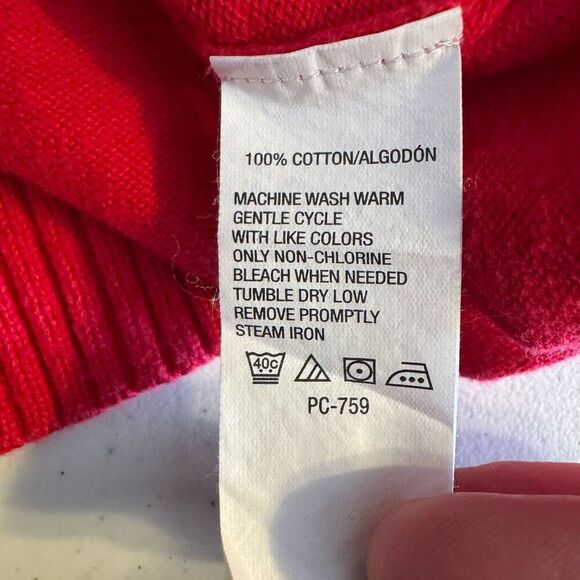 100% COTTON/ALGODÓN
MACHINE WASH WARM
GENTLE CYCLE
WITH LIKE COLORS
ONLY NON-CHLORINE
BLEACH WHEN NEEDED
TUMBLE DRY LOW
REMOVE PROMPTLY
STEAM IRON
40C
PC-759